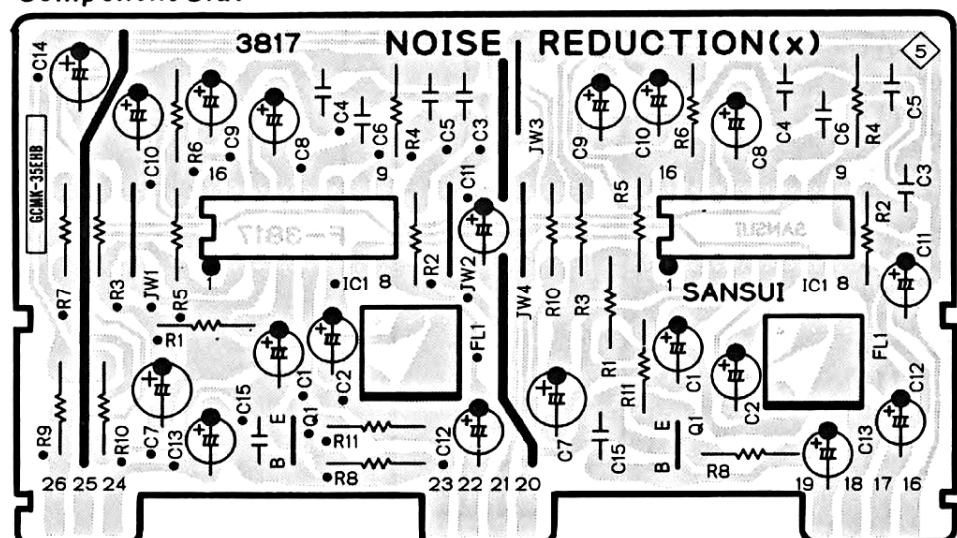 3817 NOISE REDUCTION(x)
5
C14
GCMK-35EHB
C10
R6
C9
C8
C4
C6
R4
C5
C3
JW3
C9
C10
R6
C8
C4
C6
R4
C5
16
9
16
9
C11
R5
R2
C3
C11
F-3817
SANSUI
1
IC1 8
1
IC1 8
SANSUI
R7
R3
JW1
R5
R2
JW2
JW4
R10
R3
R1
FL1
R1
R11
C1
C2
FL1
C12
C1
C2
R9
R10
C7
C13
C15
B E
Q1
R11
R8
C12
C7
C15
B E
Q1
R8
C13
26 25 24 23 22 21 20 19 18 17 16